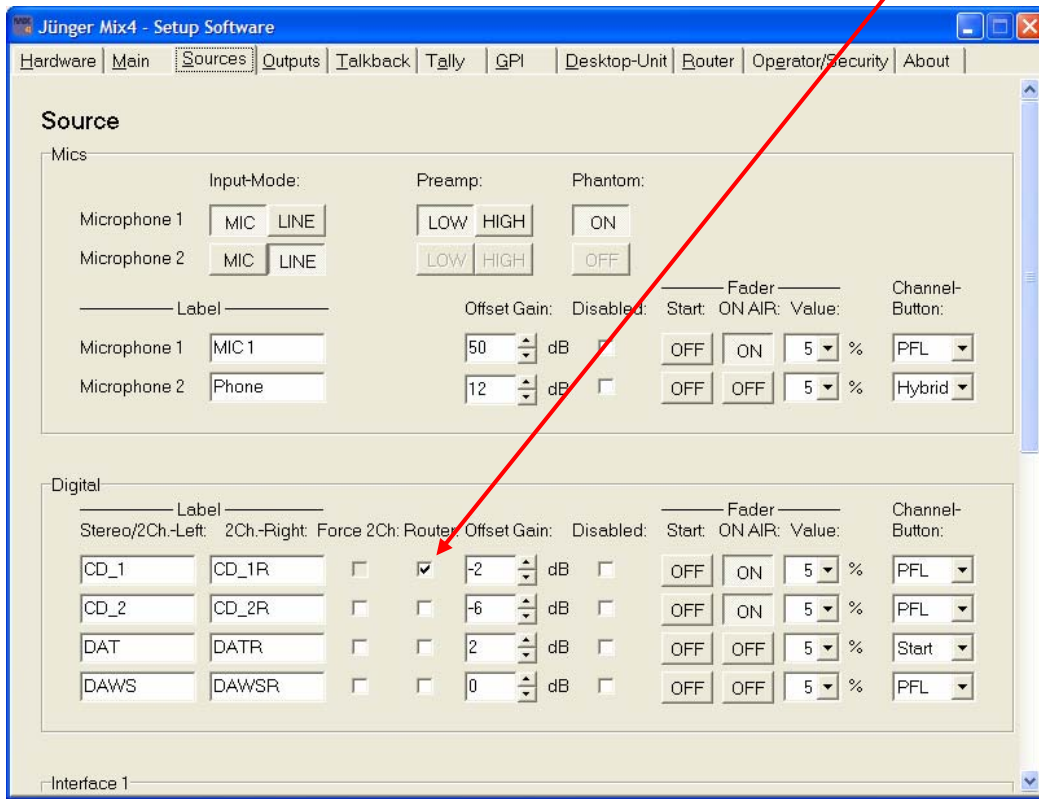 Jünger Mix4 - Setup Software
Hardware Main Sources Outputs Talkback Tally GPI Desktop-Unit Router Operator/Security About
Source
Mics
Input-Mode: Preamp: Phantom:
Microphone 1 MIC LINE LOW HIGH ON
Microphone 2 MIC LINE LOW HIGH OFF
Fader Channel-
Label Offset Gain: Disabled: Start: ON AIR: Value: Button:
Microphone 1 MIC 1 50 dB OFF ON 5 % PFL
Microphone 2 Phone 12 dB OFF OFF 5 % Hybrid
Digital
Label Fader Channel-
Stereo/2Ch.-Left: 2Ch.-Right: Force 2Ch: Router: Offset Gain: Disabled: Start: ON AIR: Value: Button:
CD_1 CD_1R -2 dB OFF ON 5 % PFL
CD_2 CD_2R -6 dB OFF ON 5 % PFL
DAT DATR 2 dB OFF OFF 5 % Start
DAWS DAWSR 0 dB OFF OFF 5 % PFL
Interface 1